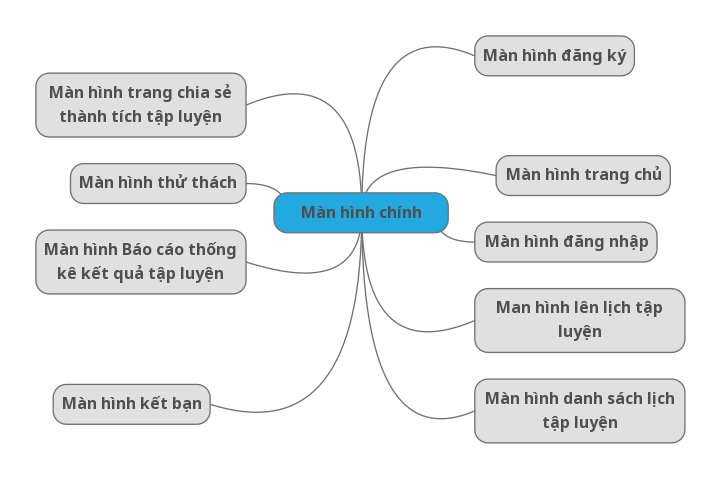 Màn hình đăng ký
Màn hình trang chia sẻ
thành tích tập luyện
Màn hình trang chủ
Màn hình thử thách
Màn hình chính
Màn hình đăng nhập
Màn hình Báo cáo thống
kê kết quả tập luyện
Man hình lên lịch tập
luyện
Màn hình danh sách lịch
tập luyện
Màn hình kết bạn